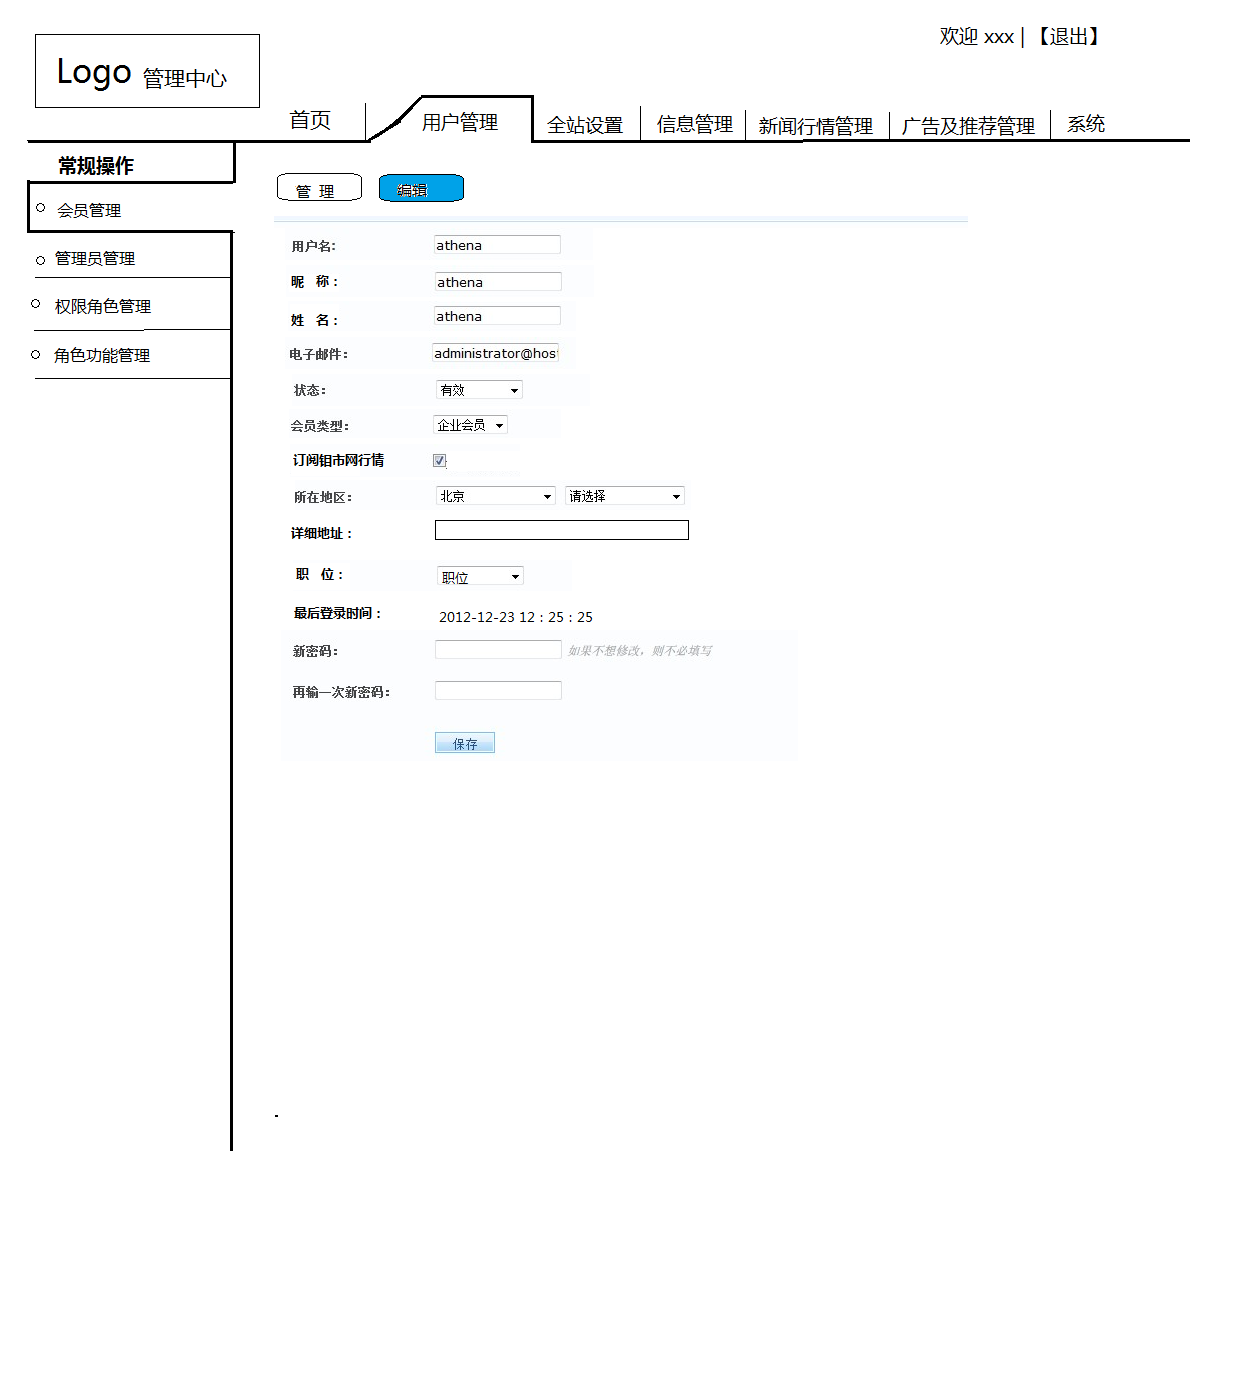 欢迎 xxx | 【退出】
Logo 管理中心
首页 用户管理 全站设置 信息管理 新闻行情管理 广告及推荐管理 系统
常规操作
会员管理
管理员管理
权限角色管理
角色功能管理
管 理 编辑
用户名: athena
昵 称： athena
姓 名： athena
电子邮件: administrator@hos
状态: 有效
会员类型: 企业会员
订阅钼市网行情
所在地区: 北京 请选择
详细地址：
职 位： 职位
最后登录时间： 2012-12-23 12：25：25
新密码: 如果不想修改，则不必填写
再输一次新密码:
保存